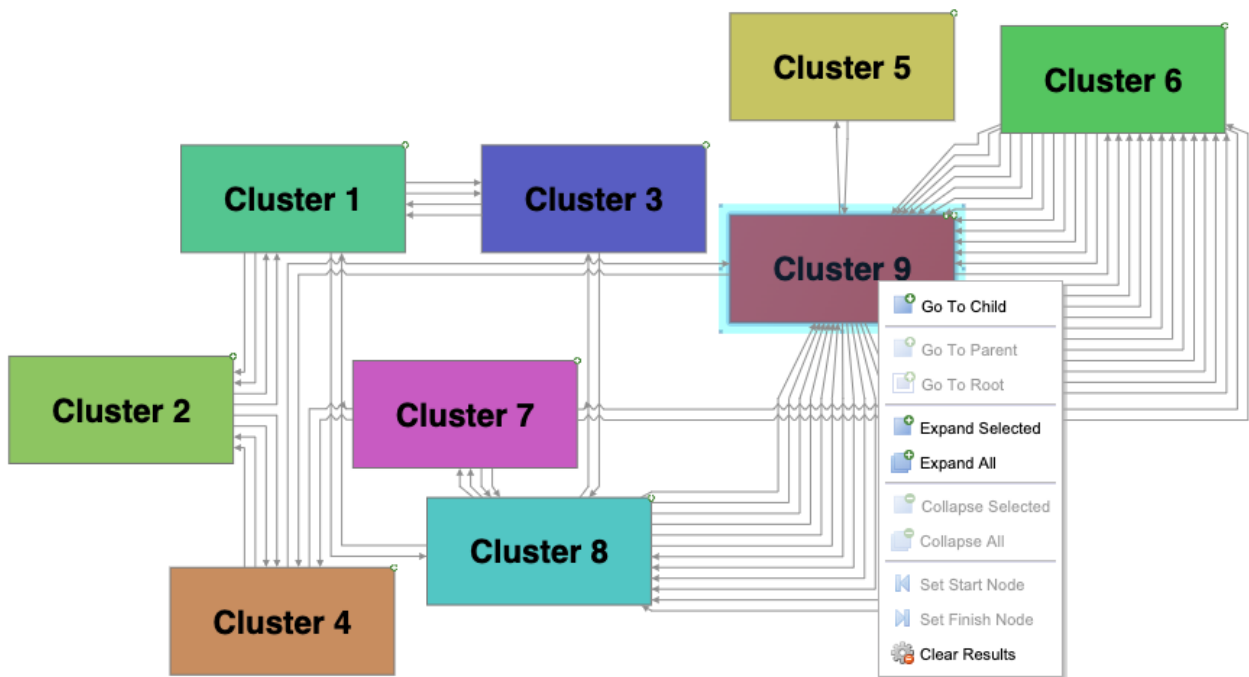 Cluster 5
Cluster 6
Cluster 1
Cluster 3
Cluster 9
Cluster 2
Cluster 7
Cluster 8
Cluster 4
Go To Child
Go To Parent
Go To Root
Expand Selected
Expand All
Collapse Selected
Collapse All
Set Start Node
Set Finish Node
Clear Results